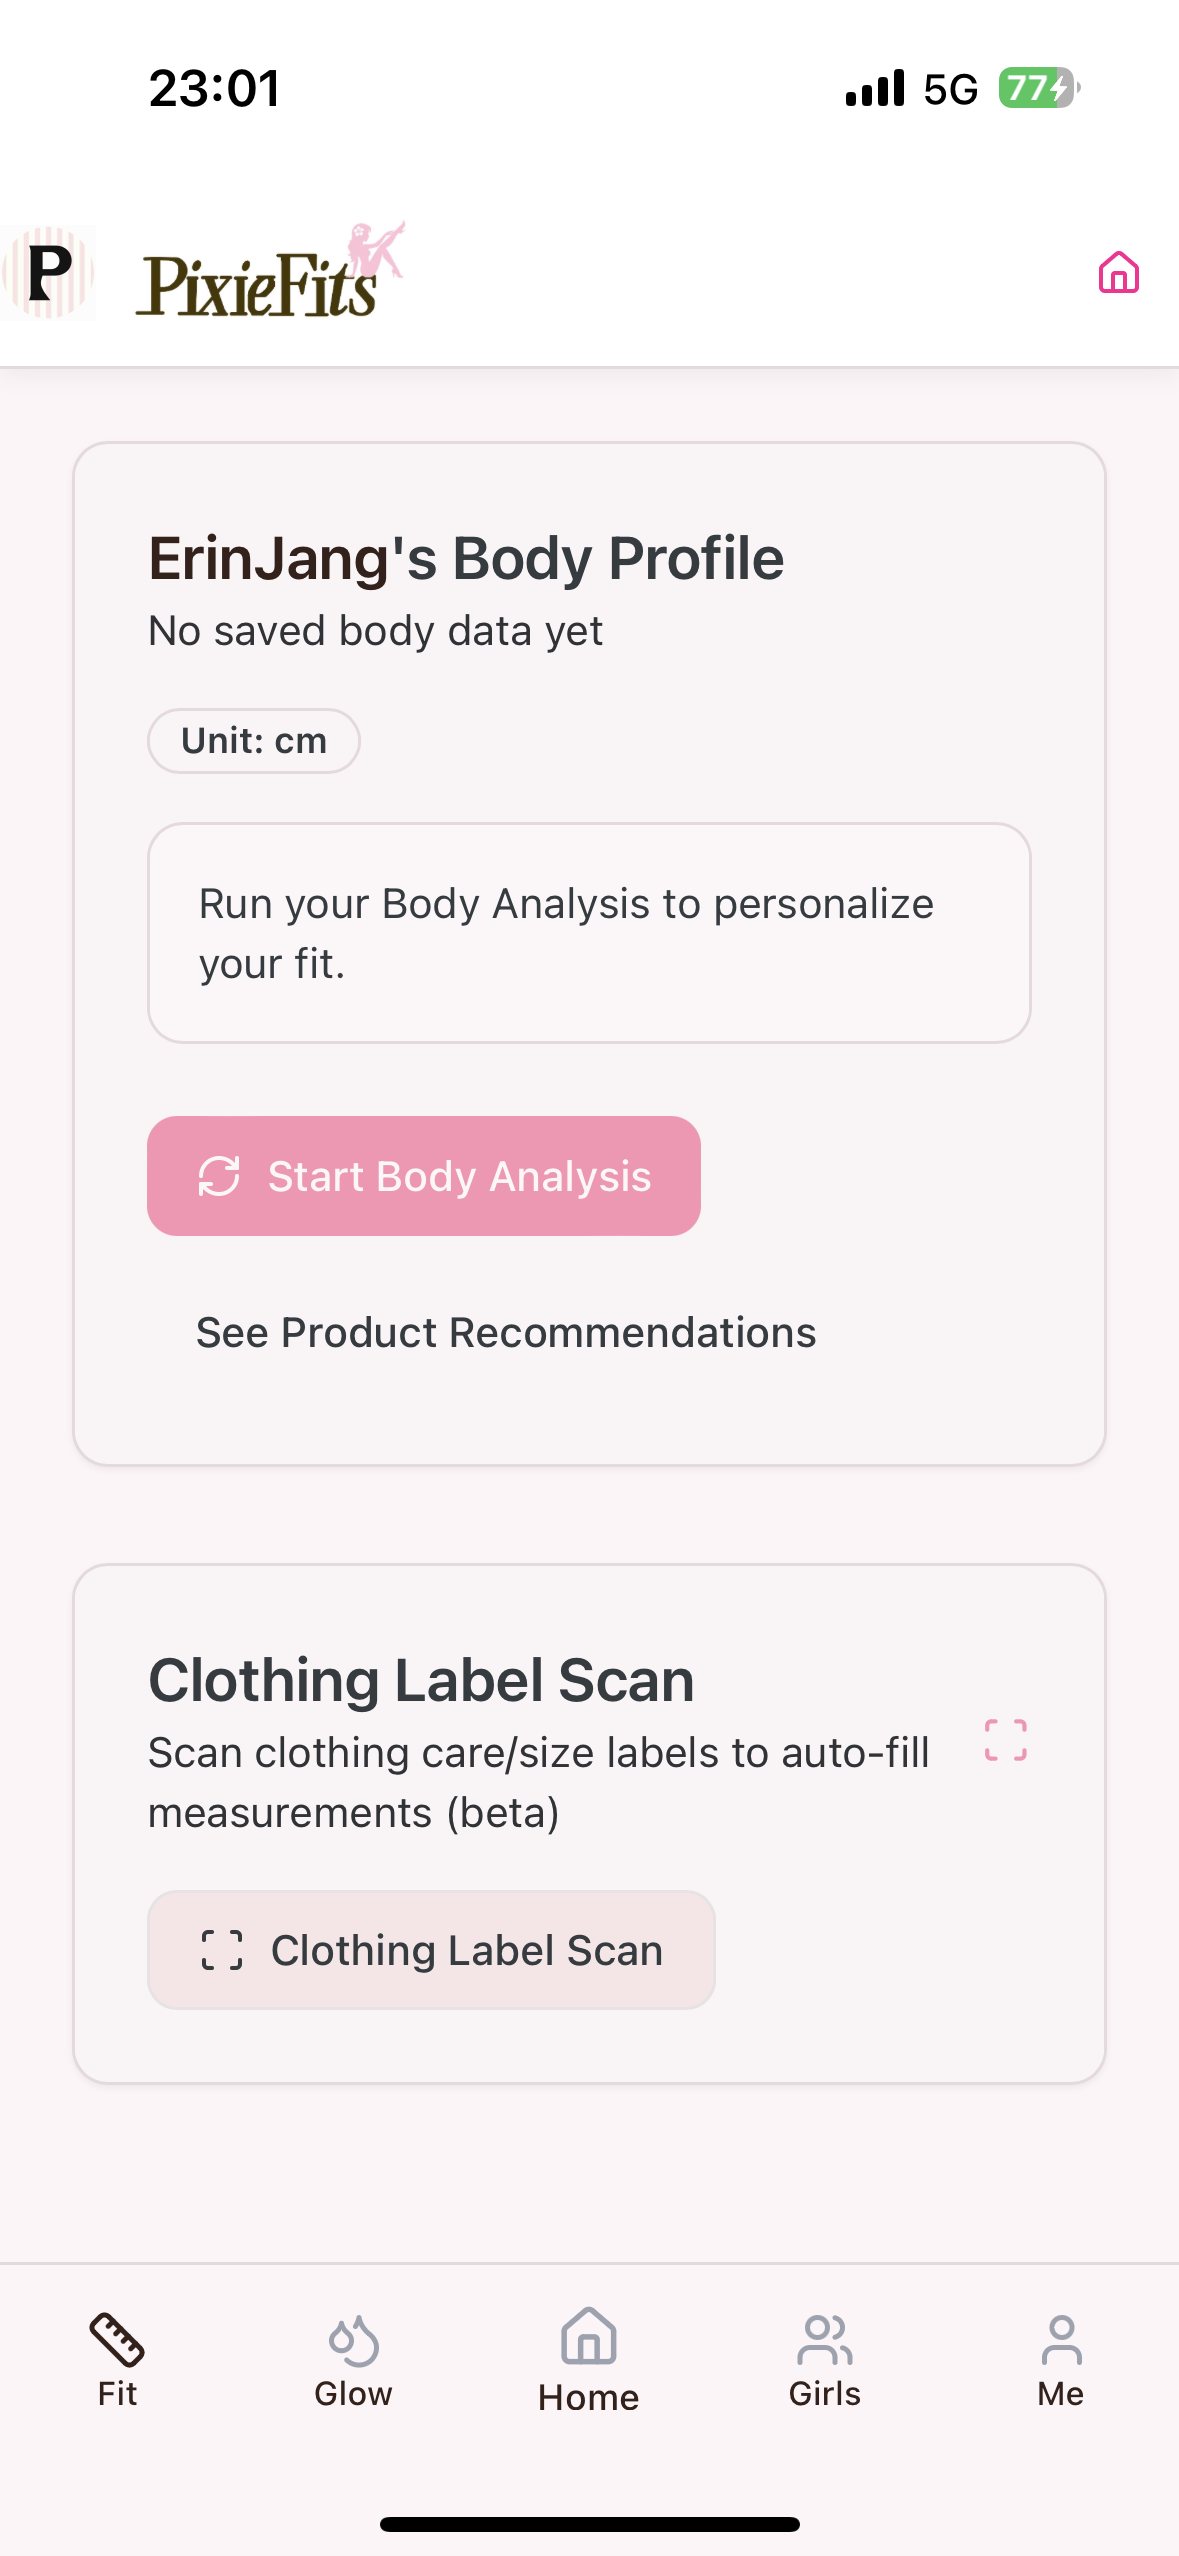 23:01
5G
77
P
PixieFits
ErinJang's Body Profile
No saved body data yet
Unit: cm
Run your Body Analysis to personalize
your fit.
Start Body Analysis
See Product Recommendations
Clothing Label Scan
Scan clothing care/size labels to auto-fill
measurements (beta)
Clothing Label Scan
Fit
Glow
Home
Girls
Me